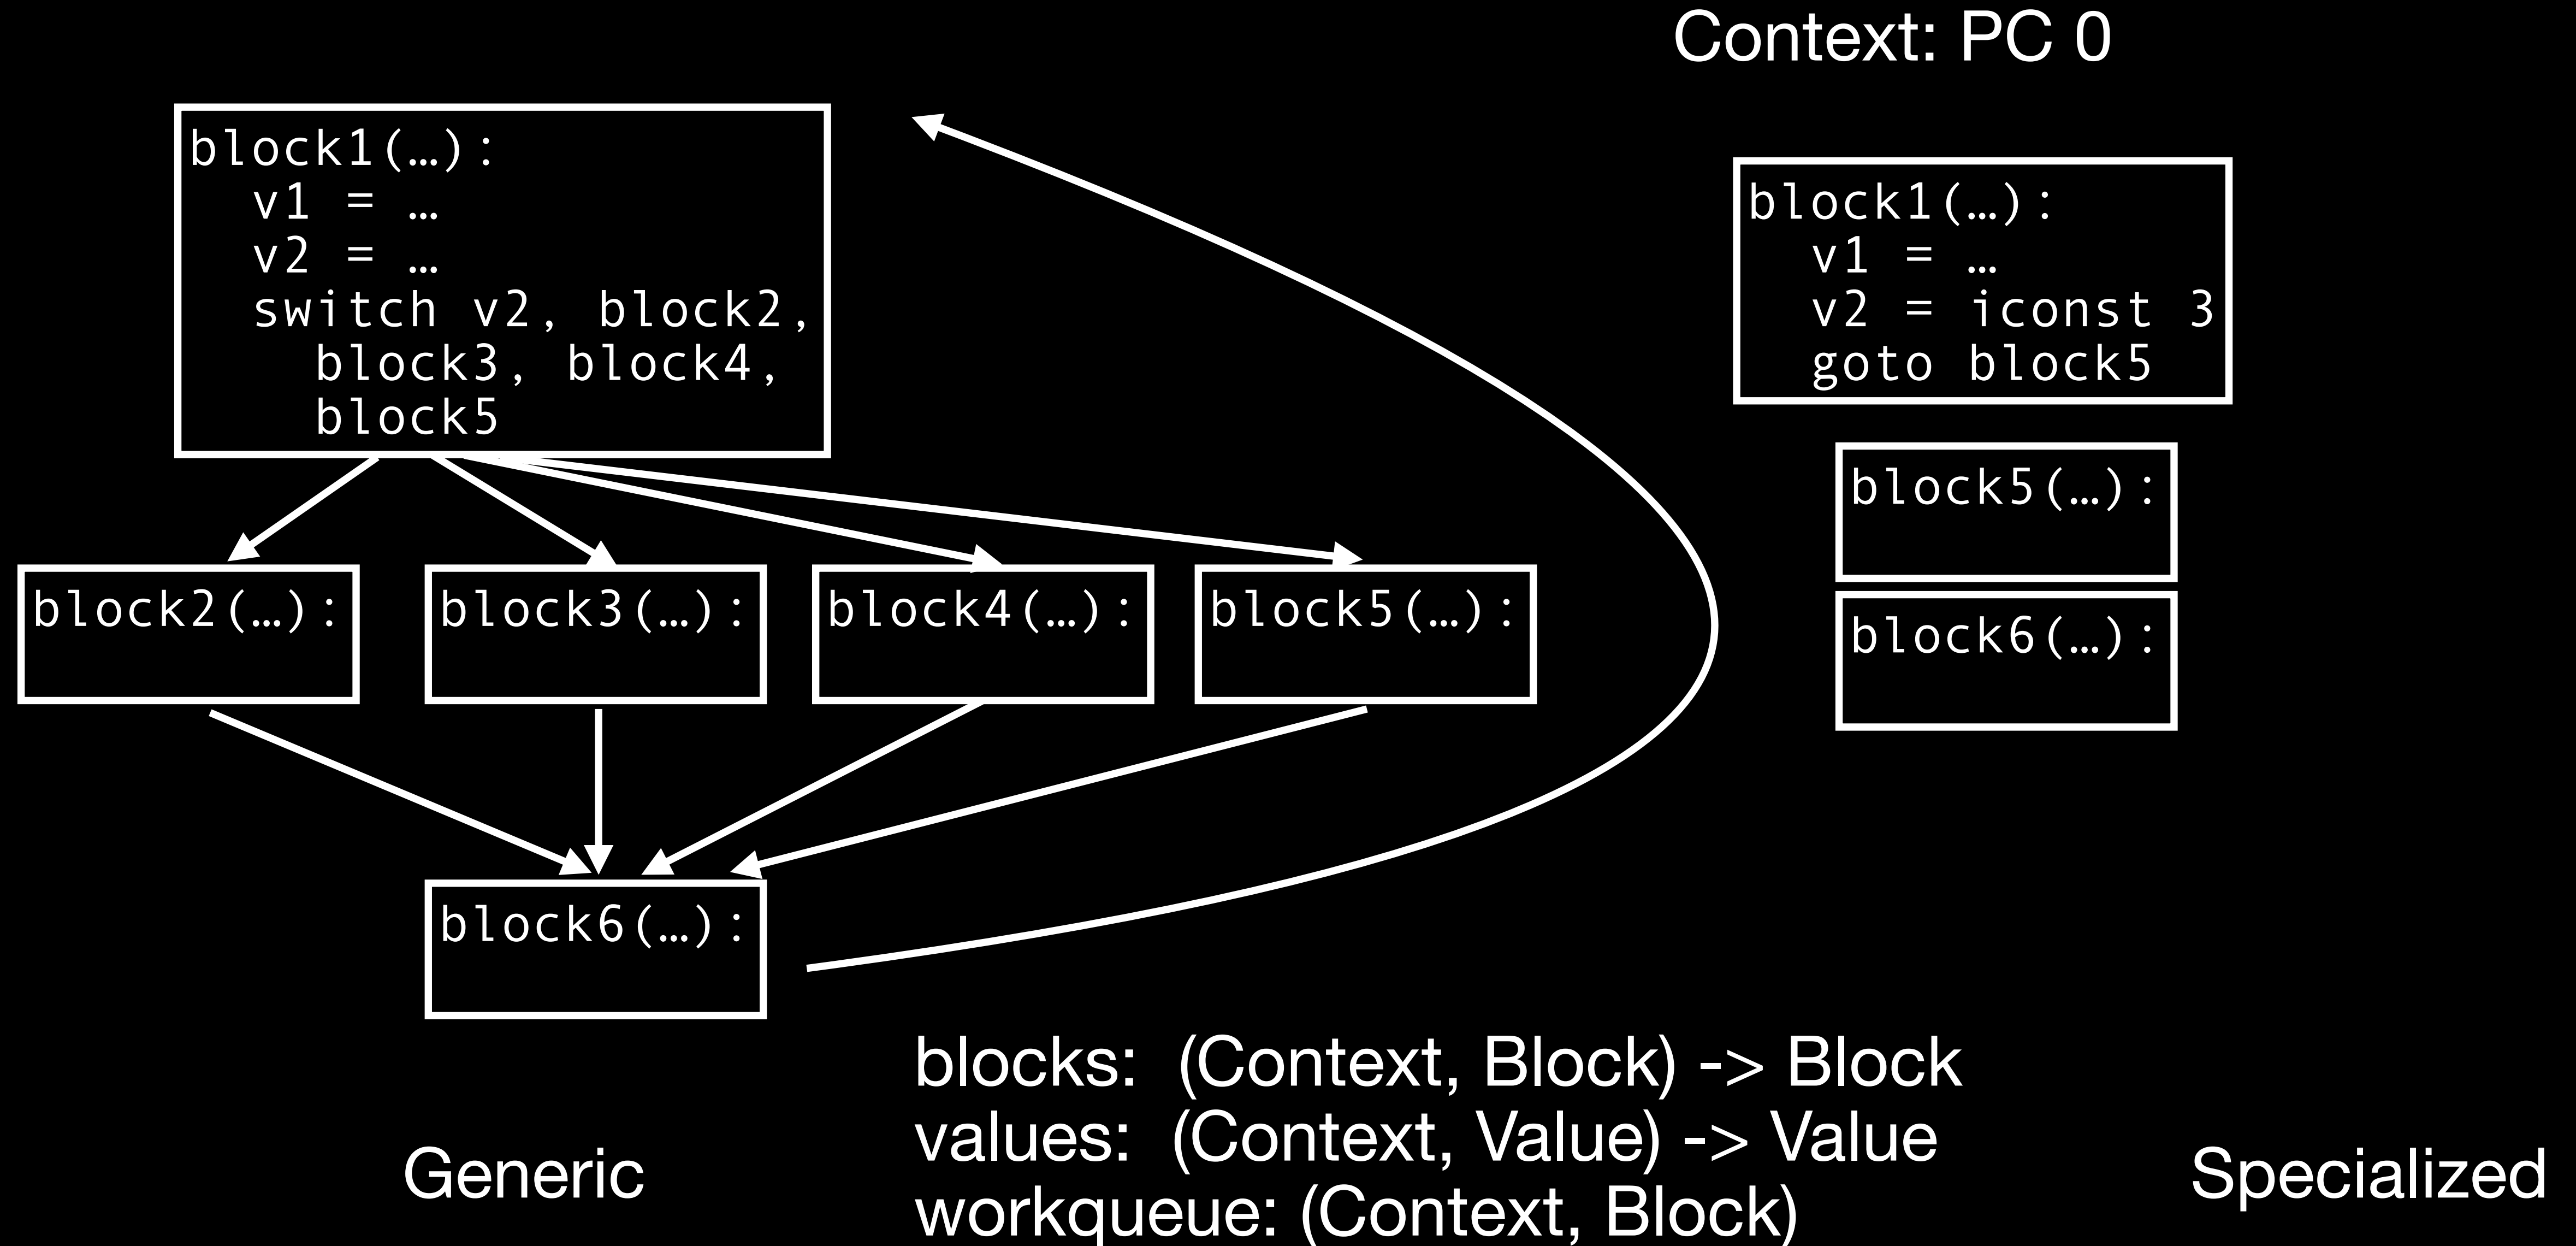 Context: PC 0
block1(…):
v1 = …
v2 = …
switch v2, block2,
block3, block4,
block5
block1(…):
v1 = …
v2 = iconst 3
goto block5
block5(…):
block6(…):
block2(…):
block3(…):
block4(…):
block5(…):
block6(…):
blocks: (Context, Block) -> Block
values: (Context, Value) -> Value
workqueue: (Context, Block)
Generic
Specialized